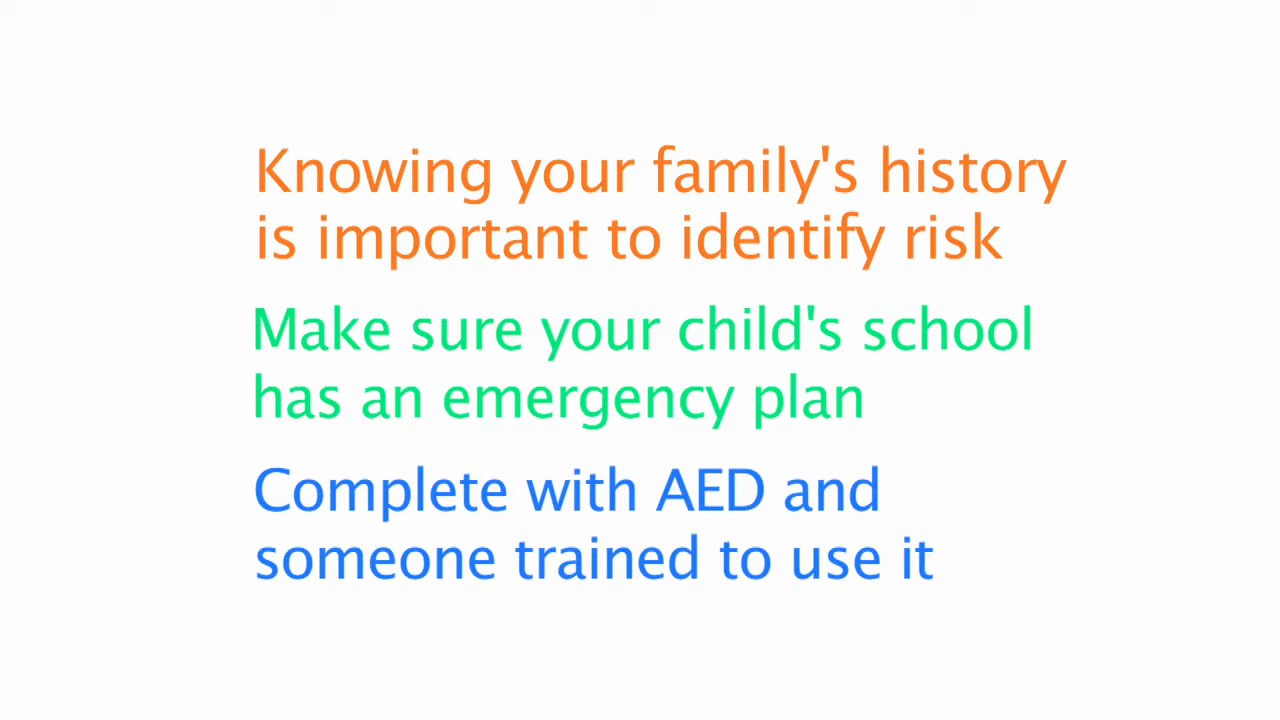 Knowing your family's history
is important to identify risk
Make sure your child's school
has an emergency plan
Complete with AED and
someone trained to use it